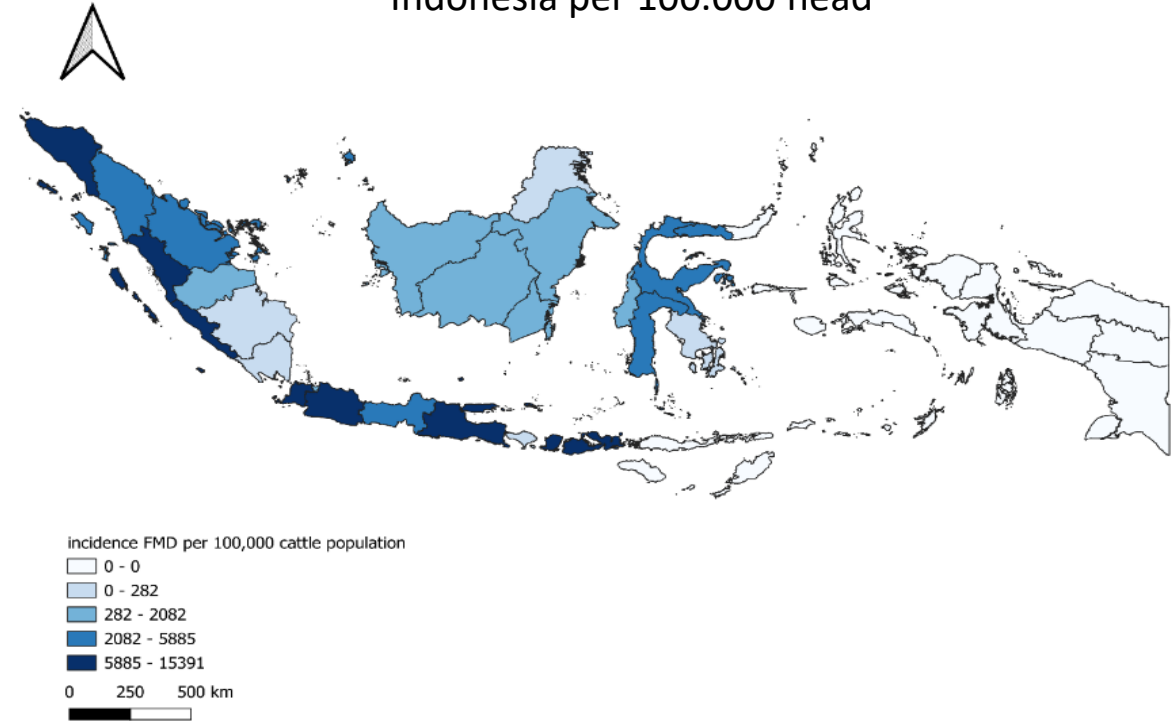 Indonesia per 100.000 head
incidence FMD per 100,000 cattle population
0 - 0
0 - 282
282 - 2082
2082 - 5885
5885 - 15391
0 250 500 km